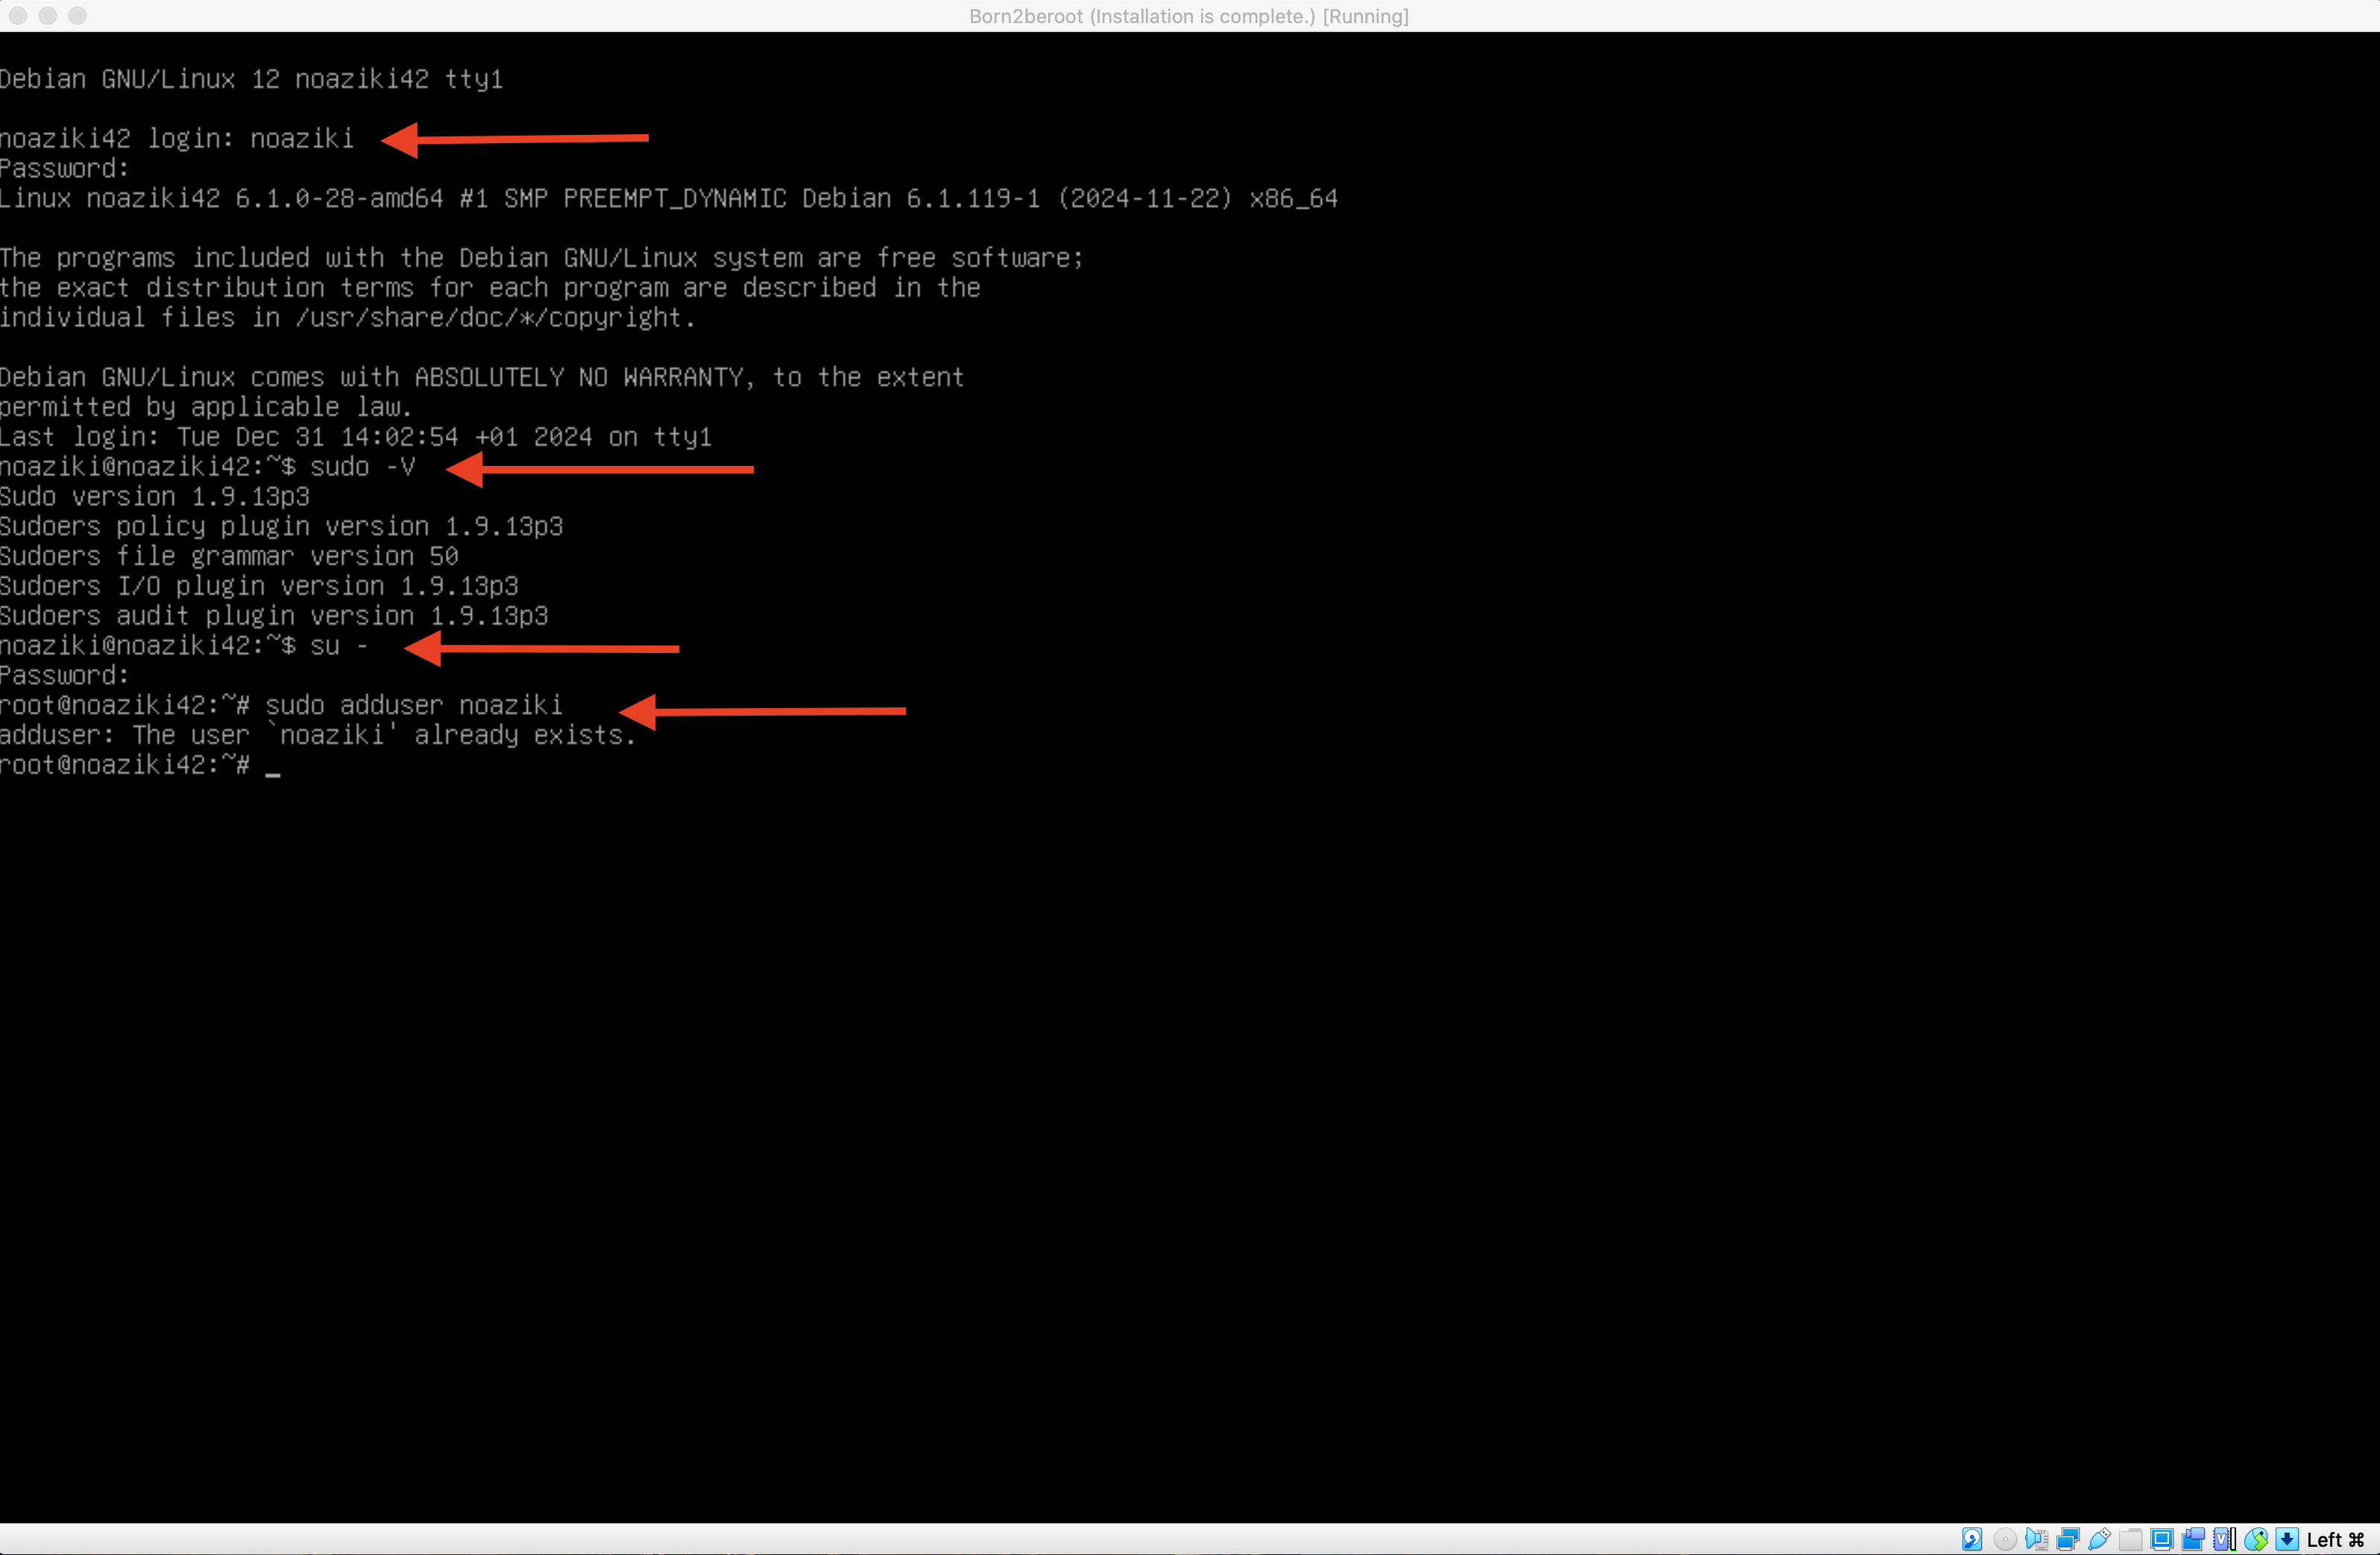 Born2beroot (Installation is complete.) [Running]
Debian GNU/Linux 12 noaziki42 tty1
noaziki42 login: noaziki
Password:
Linux noaziki42 6.1.0-28-amd64 #1 SMP PREEMPT_DYNAMIC Debian 6.1.119-1 (2024-11-22) x86_64
The programs included with the Debian GNU/Linux system are free software;
the exact distribution terms for each program are described in the
individual files in /usr/share/doc/*/copyright.
Debian GNU/Linux comes with ABSOLUTELY NO WARRANTY, to the extent
permitted by applicable law.
Last login: Tue Dec 31 14:02:54 +01 2024 on tty1
noaziki@noaziki42:~$ sudo -V
Sudo version 1.9.13p3
Sudoers policy plugin version 1.9.13p3
Sudoers file grammar version 50
Sudoers I/O plugin version 1.9.13p3
Sudoers audit plugin version 1.9.13p3
noaziki@noaziki42:~$ su -
Password:
root@noaziki42:~# sudo adduser noaziki
adduser: The user `noaziki' already exists.
root@noaziki42:~# _
Left ⌘